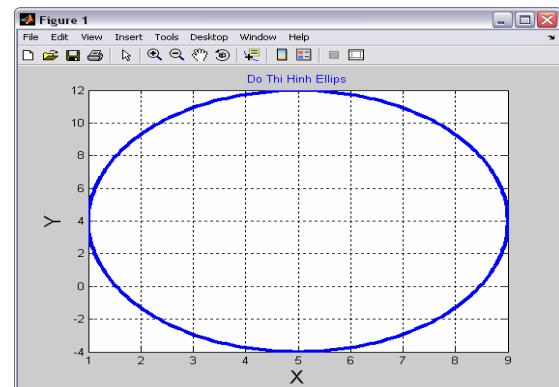 Figure 1
File Edit View Insert Tools Desktop Window Help
Do Thi Hinh Ellips
12
10
8
6
4
2
0
-2
-4
Y
1 2 3 4 5 6 7 8 9
X